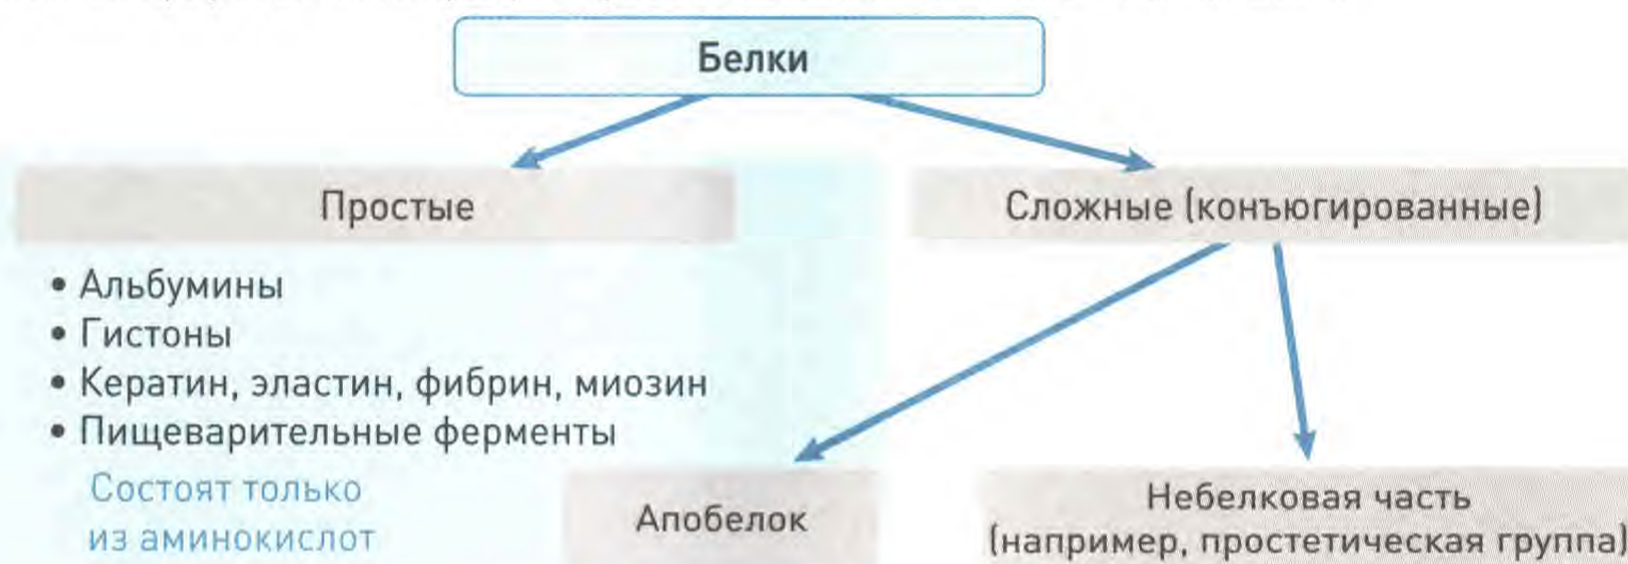 Белки
Простые
Сложные (конъюгированные)
• Альбумины
• Гистоны
• Кератин, эластин, фибрин, миозин
• Пищеварительные ферменты
Состоят только
из аминокислот
Апобелок
Небелковая часть
(например, простетическая группа)